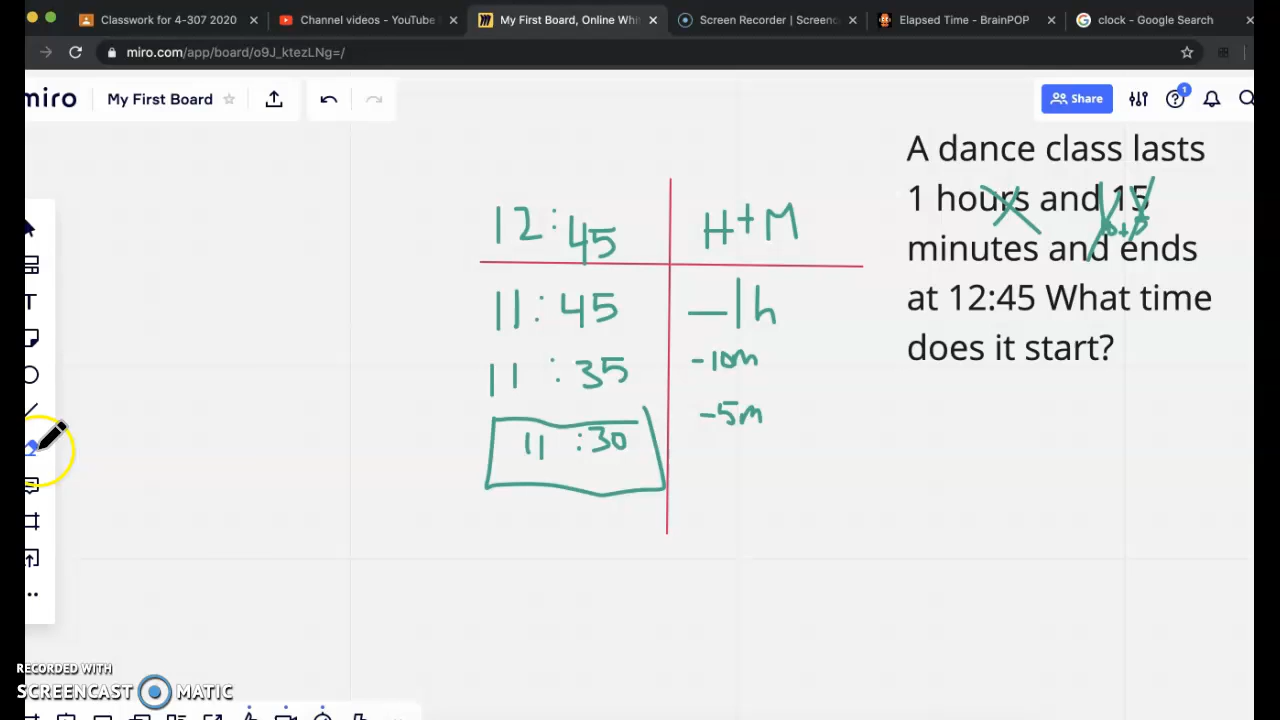 Classwork for 4-307 2020
Channel videos - YouTube
My First Board, Online Whi
Screen Recorder | Screenc
Elapsed Time - BrainPOP
clock - Google Search
miro.com/app/board/o9J_ktezLNg=/
miro
My First Board
Share
1
A dance class lasts
1 hours and 15
minutes and ends
at 12:45 What time
does it start?
12:45
H+M
11:45
-1h
11:35
-10m
11:30
-5m
RECORDED WITH
SCREENCAST MATIC